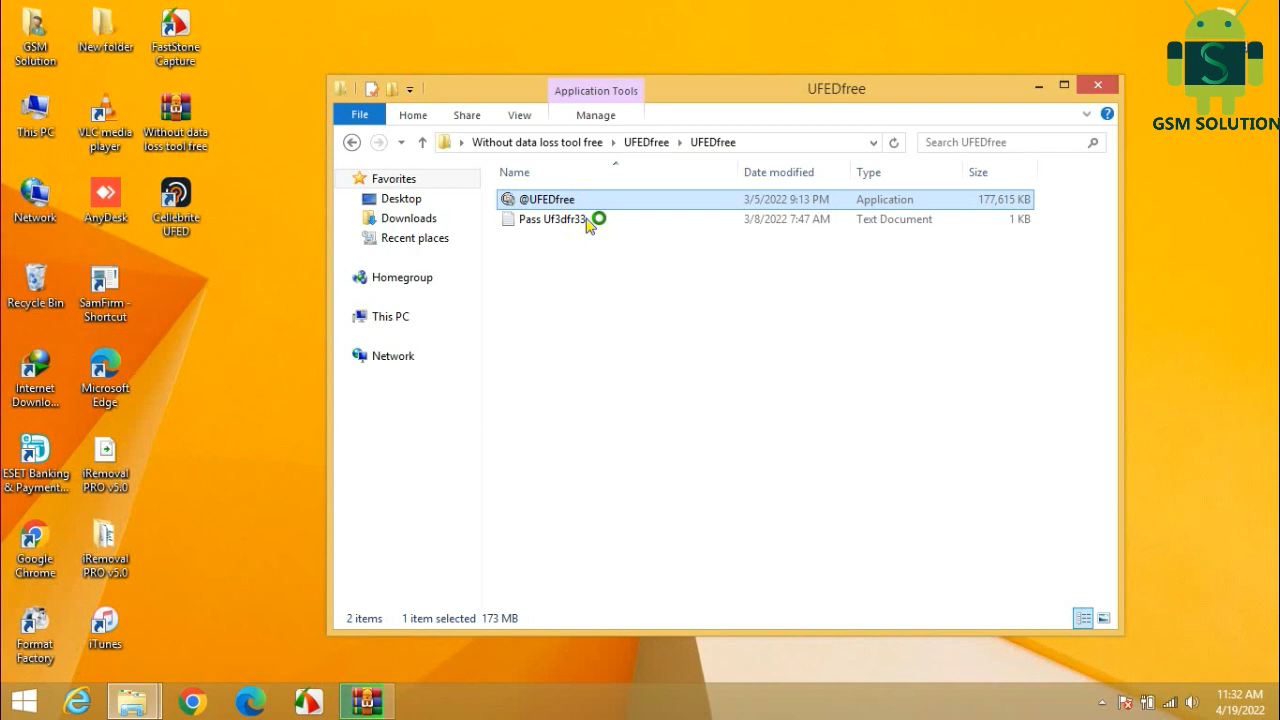 GSM
Solution
New folder
FastStone
Capture
This PC
VLC media
player
Without data
loss tool free
Network
AnyDesk
Cellebrite
UFED
Recycle Bin
SamFirm -
Shortcut
Internet
Downlo...
Microsoft
Edge
ESET Banking
& Payment...
iRemoval
PRO v5.0
Google
Chrome
iRemoval
PRO v5.0
Format
Factory
iTunes
Application Tools
UFEDfree
File
Home
Share
View
Manage
Without data loss tool free
UFEDfree
UFEDfree
Search UFEDfree
Name
Date modified
Type
Size
@UFEDfree
3/5/2022 9:13 PM
Application
177,615 KB
Pass Uf3dfr33
3/8/2022 7:47 AM
Text Document
1 KB
Favorites
Desktop
Downloads
Recent places
Homegroup
This PC
Network
2 items
1 item selected 173 MB
S
GSM SOLUTION
11:32 AM
4/19/2022